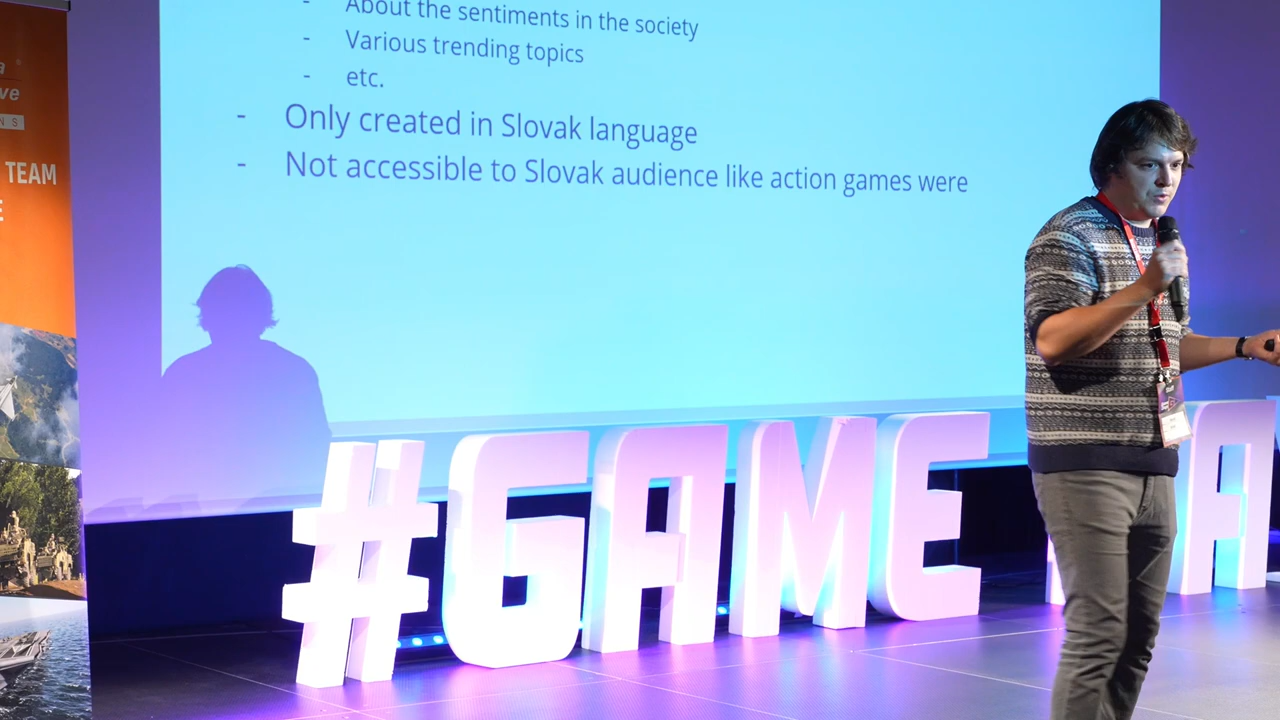 About the sentiments in the society
- Various trending topics
- etc.
- Only created in Slovak language
- Not accessible to Slovak audience like action games were
TEAM
#GAME
A